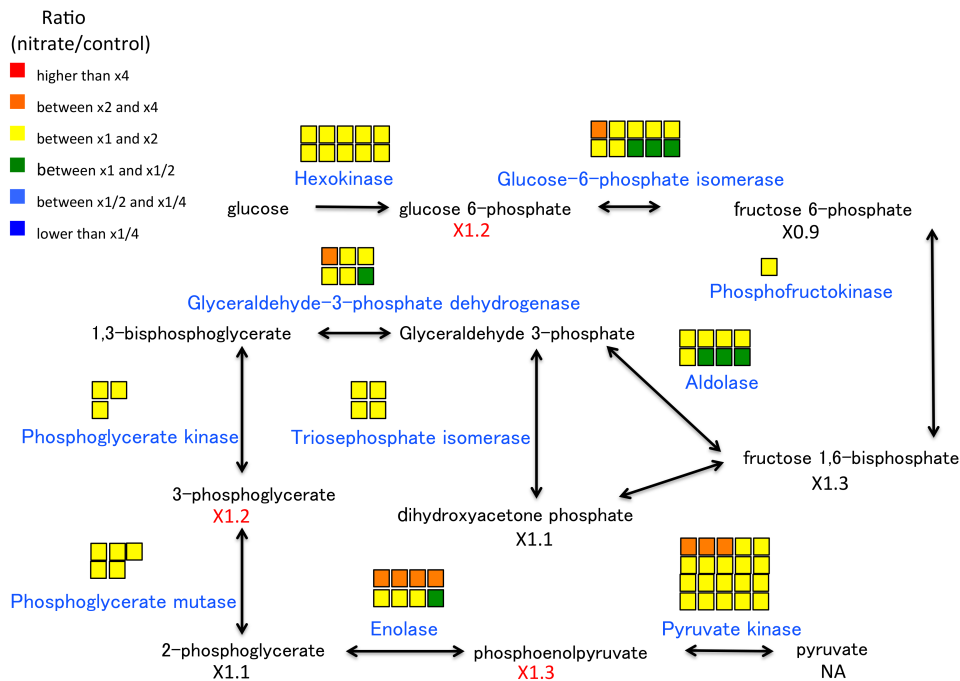 Ratio
(nitrate/control)
higher than x4
between x2 and x4
between x1 and x2
between x1 and x1/2
between x1/2 and x1/4
lower than x1/4
Hexokinase
Glucose-6-phosphate isomerase
glucose
glucose 6-phosphate
fructose 6-phosphate
X1.2
X0.9
Glyceraldehyde-3-phosphate dehydrogenase
Phosphofructokinase
1,3-bisphosphoglycerate
Glyceraldehyde 3-phosphate
Aldolase
Phosphoglycerate kinase
Triosephosphate isomerase
fructose 1,6-bisphosphate
X1.3
3-phosphoglycerate
X1.2
dihydroxyacetone phosphate
X1.1
Phosphoglycerate mutase
Enolase
Pyruvate kinase
2-phosphoglycerate
X1.1
phosphoenolpyruvate
X1.3
pyruvate
NA